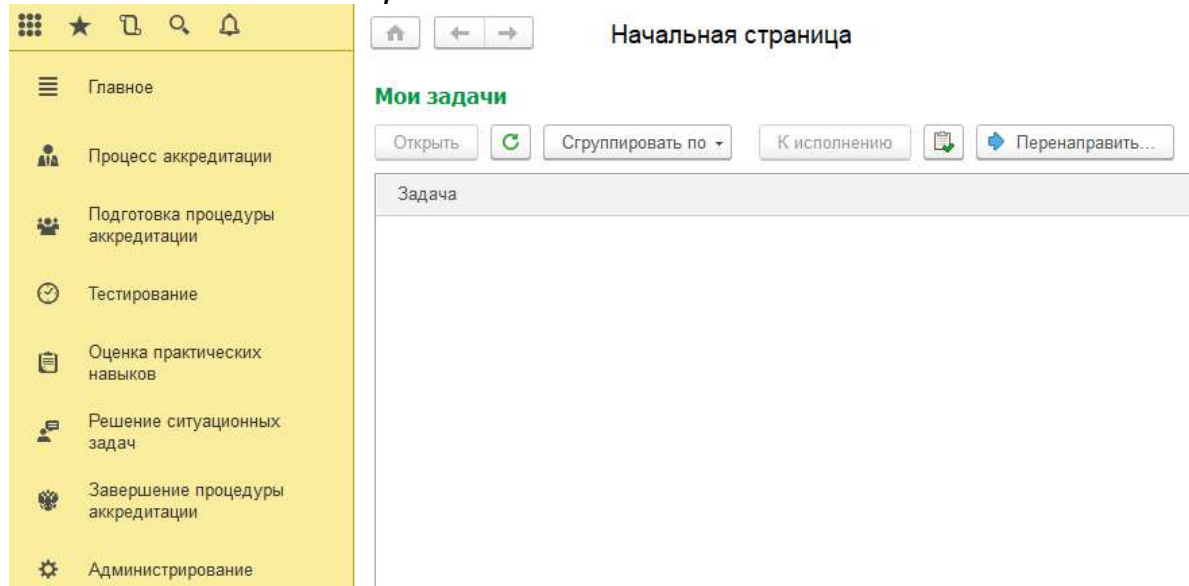 Начальная страница
Главное
Процесс аккредитации
Подготовка процедуры
аккредитации
Тестирование
Оценка практических
навыков
Решение ситуационных
задач
Завершение процедуры
аккредитации
Администрирование
Мои задачи
Открыть Сгруппировать по К исполнению Перенаправить...
Задача